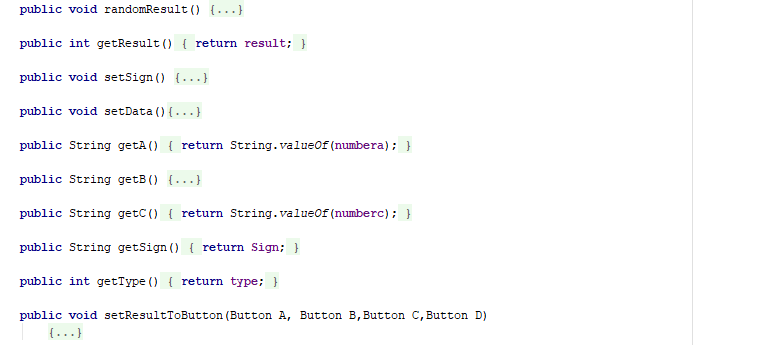 public void randomResult() {...}
public int getResult() { return result; }
public void setSign() {...}
public void setData(){...}
public String getA() { return String.valueOf(numbera); }
public String getB() {...}
public String getC() { return String.valueOf(numberc); }
public String getSign() { return Sign; }
public int getType() { return type; }
public void setResultToButton(Button A, Button B,Button C,Button D)
{...}